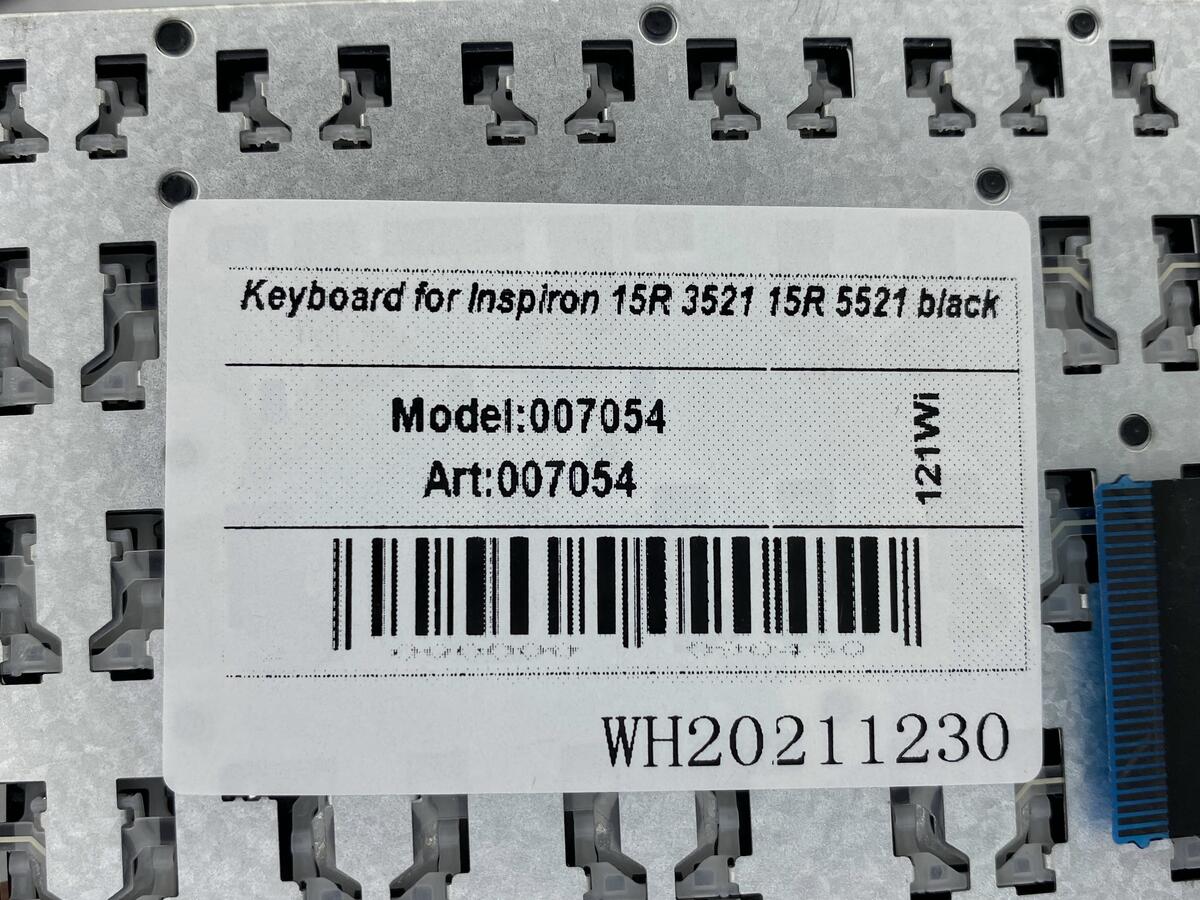 Keyboard for Inspiron 15R 3521 15R 5521 black
Model:007054
Art:007054
121Wi
WH20211230